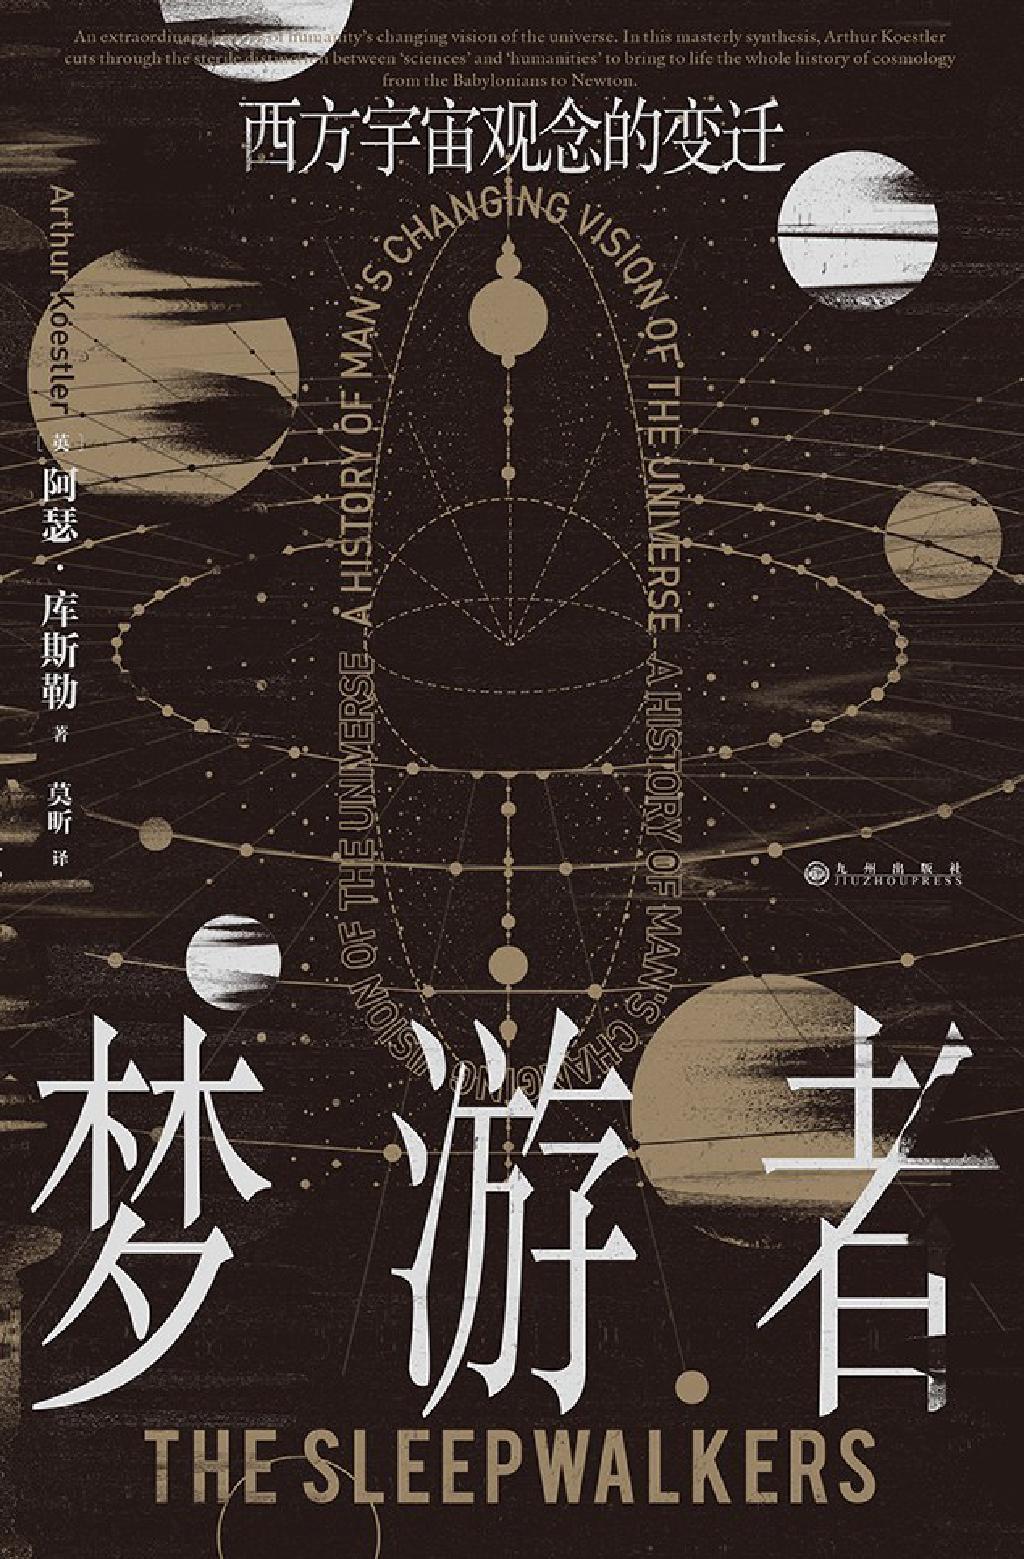 An extraordinary history of humanity's changing vision of the universe. In this masterly synthesis, Arthur Koestler
cuts through the sterile distinction between 'sciences' and 'humanities' to bring to life the whole history of cosmology
from the Babylonians to Newton.
西方宇宙观念的变迁
A HISTORY OF MAN'S CHANGING VISION OF THE UNIVERSE
A HISTORY OF MAN'S CHANGING VISION OF THE UNIVERSE
Arthur Koestler
[英]
阿瑟·库斯勒 著
莫昕 译
九州出版社
JIUZHOUPRESS
梦游者
THE SLEEPWALKERS